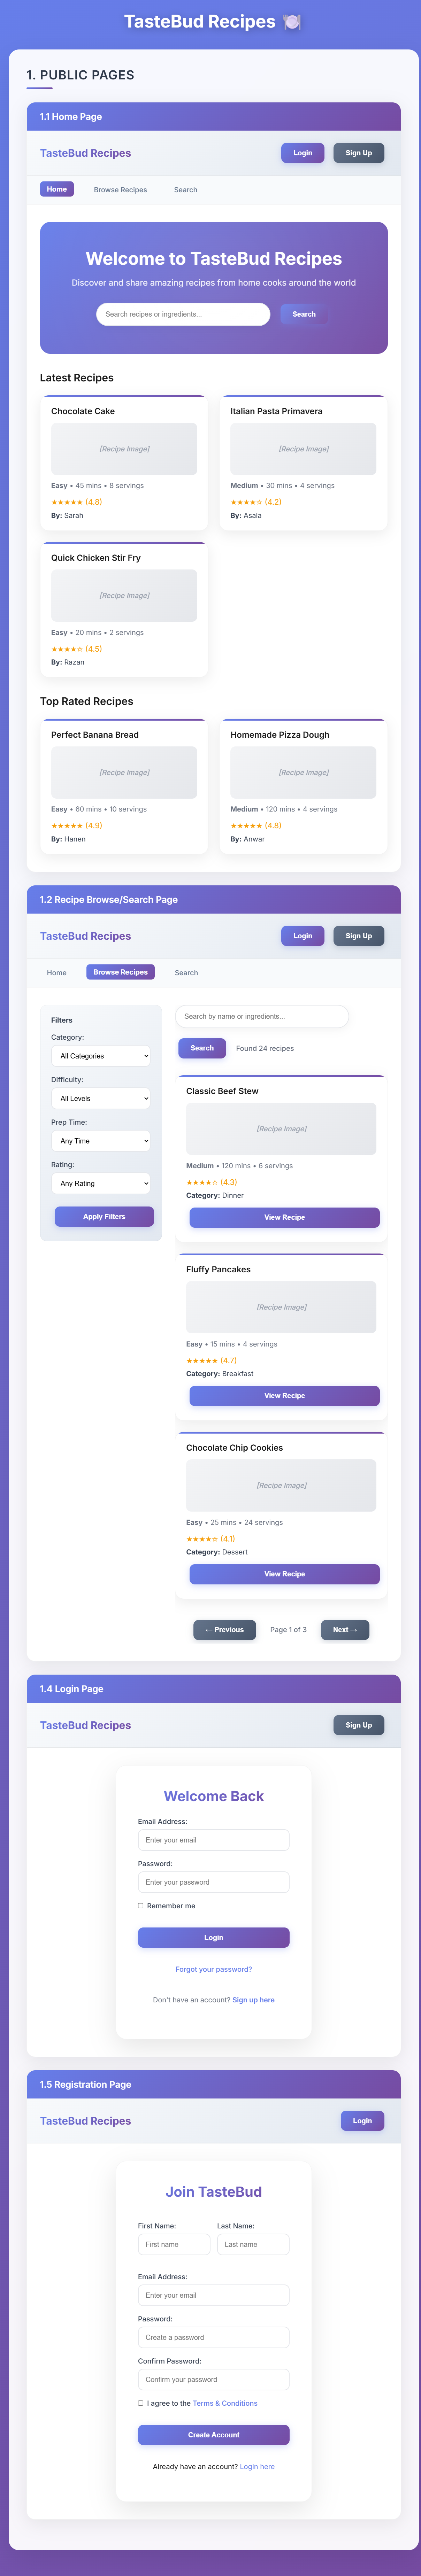 TasteBud Recipes 🍽️
1. PUBLIC PAGES
1.1 Home Page
TasteBud Recipes
Login
Sign Up
Home
Browse Recipes
Search
Welcome to TasteBud Recipes
Discover and share amazing recipes from home cooks around the world
Search recipes or ingredients...
Search
Latest Recipes
Chocolate Cake
[Recipe Image]
Easy • 45 mins • 8 servings
★★★★★ (4.8)
By: Sarah
Italian Pasta Primavera
[Recipe Image]
Medium • 30 mins • 4 servings
★★★★☆ (4.2)
By: Asala
Quick Chicken Stir Fry
[Recipe Image]
Easy • 20 mins • 2 servings
★★★★☆ (4.5)
By: Razan
Top Rated Recipes
Perfect Banana Bread
[Recipe Image]
Easy • 60 mins • 10 servings
★★★★★ (4.9)
By: Hanen
Homemade Pizza Dough
[Recipe Image]
Medium • 120 mins • 4 servings
★★★★★ (4.8)
By: Anwar
1.2 Recipe Browse/Search Page
TasteBud Recipes
Login
Sign Up
Home
Browse Recipes
Search
Filters
Category:
All Categories
Difficulty:
All Levels
Prep Time:
Any Time
Rating:
Any Rating
Apply Filters
Search by name or ingredients...
Search
Found 24 recipes
Classic Beef Stew
[Recipe Image]
Medium • 120 mins • 6 servings
★★★★☆ (4.3)
Category: Dinner
View Recipe
Fluffy Pancakes
[Recipe Image]
Easy • 15 mins • 4 servings
★★★★★ (4.7)
Category: Breakfast
View Recipe
Chocolate Chip Cookies
[Recipe Image]
Easy • 25 mins • 24 servings
★★★★☆ (4.1)
Category: Dessert
View Recipe
← Previous
Page 1 of 3
Next →
1.4 Login Page
TasteBud Recipes
Sign Up
Welcome Back
Email Address:
Enter your email
Password:
Enter your password
Remember me
Login
Forgot your password?
Don't have an account? Sign up here
1.5 Registration Page
TasteBud Recipes
Login
Join TasteBud
First Name:
First name
Last Name:
Last name
Email Address:
Enter your email
Password:
Create a password
Confirm Password:
Confirm your password
I agree to the Terms & Conditions
Create Account
Already have an account? Login here